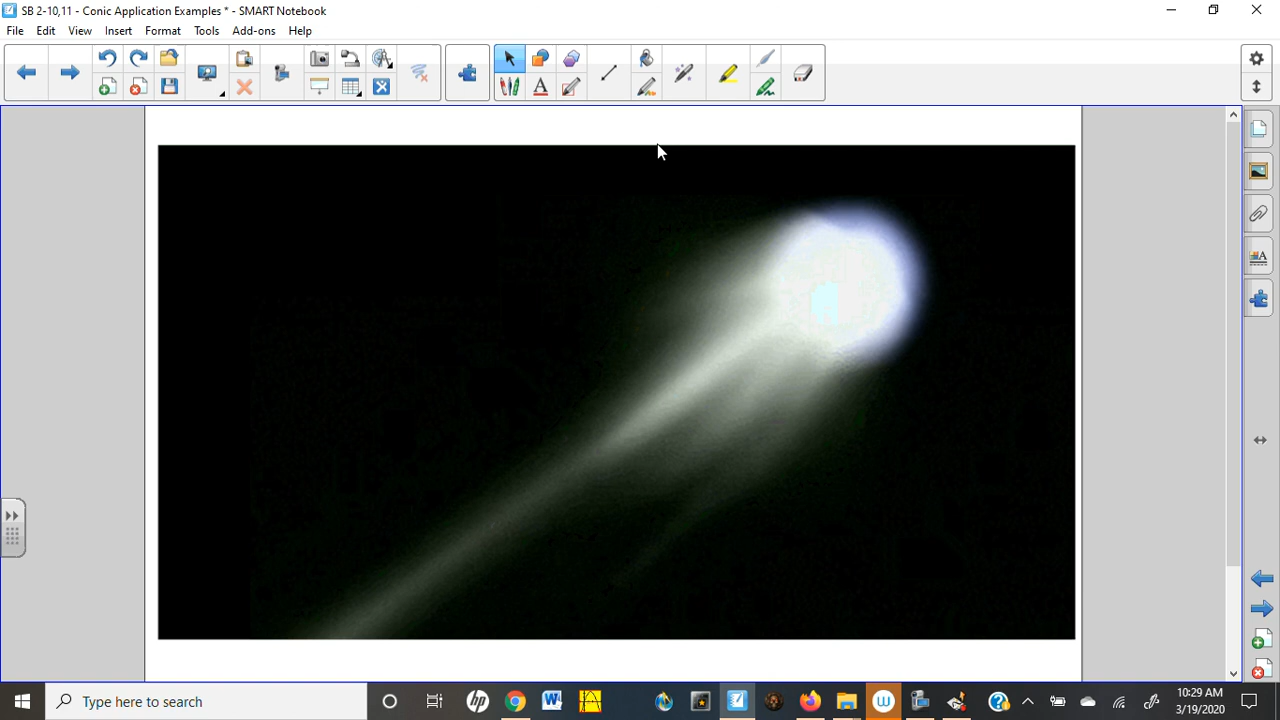 SB 2-10,11 - Conic Application Examples * - SMART Notebook
File Edit View Insert Format Tools Add-ons Help
Type here to search
10:29 AM
3/19/2020